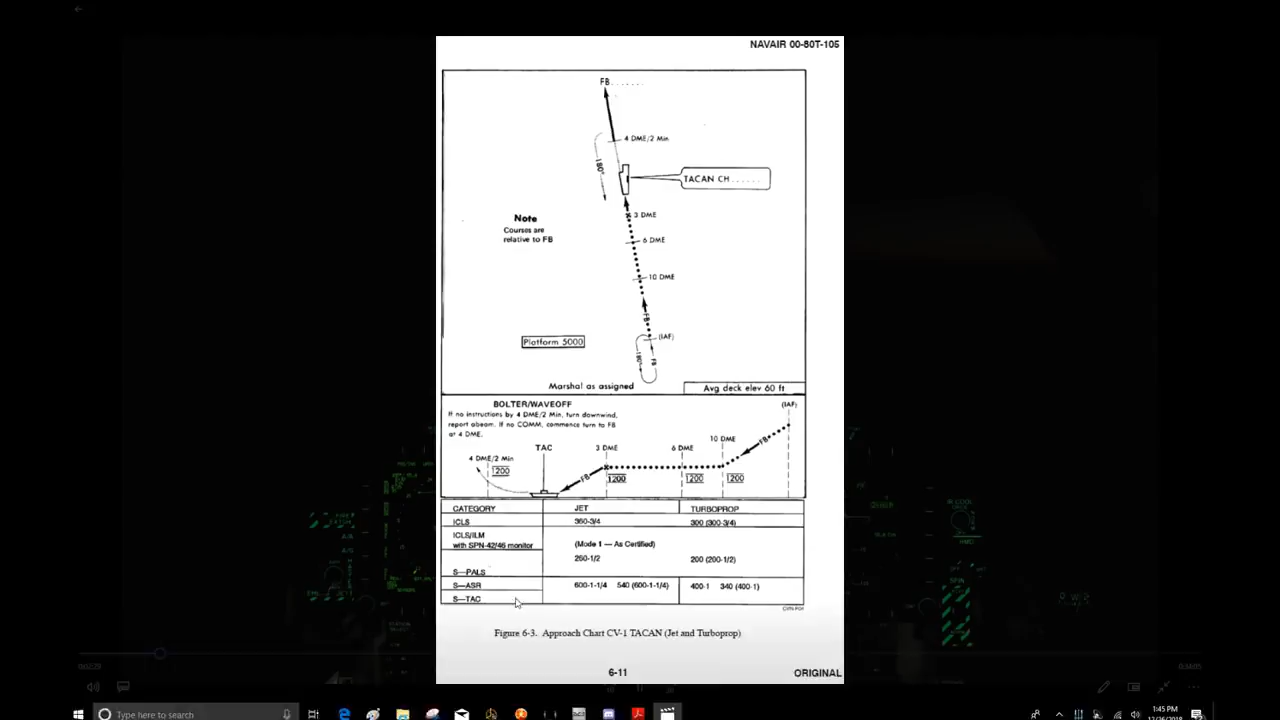 NAVAIR 00-80T-105
FB.......
4 DME/2 Min
180°
TACAN CH......
3 DME
Note
Courses are
relative to FB
6 DME
10 DME
FB
(IAF)
Platform 5000
180°
FB
Marshal as assigned
Avg deck elev 60 ft
BOLTER/WAVEOFF
If no instructions by 4 DME/2 Min, turn downwind,
report abeam. If no COMM, commence turn to FB
at 4 DME.
(IAF)
10 DME
FB
TAC
3 DME
6 DME
4 DME/2 Min
1200
FB
1200
1200
1200
CATEGORY JET TURBOPROP
ICLS 360-3/4 300 (300-3/4)
ICLS/ILM
with SPN-42/46 monitor (Mode 1 — As Certified)
260-1/2 200 (200-1/2)
S—PALS
S—ASR 600-1-1/4 540 (600-1-1/4) 400-1 340 (400-1)
S—TAC
Figure 6-3. Approach Chart CV-1 TACAN (Jet and Turboprop)
6-11
ORIGINAL
SPIN
Type here to search
1:45 PM
12/26/2018